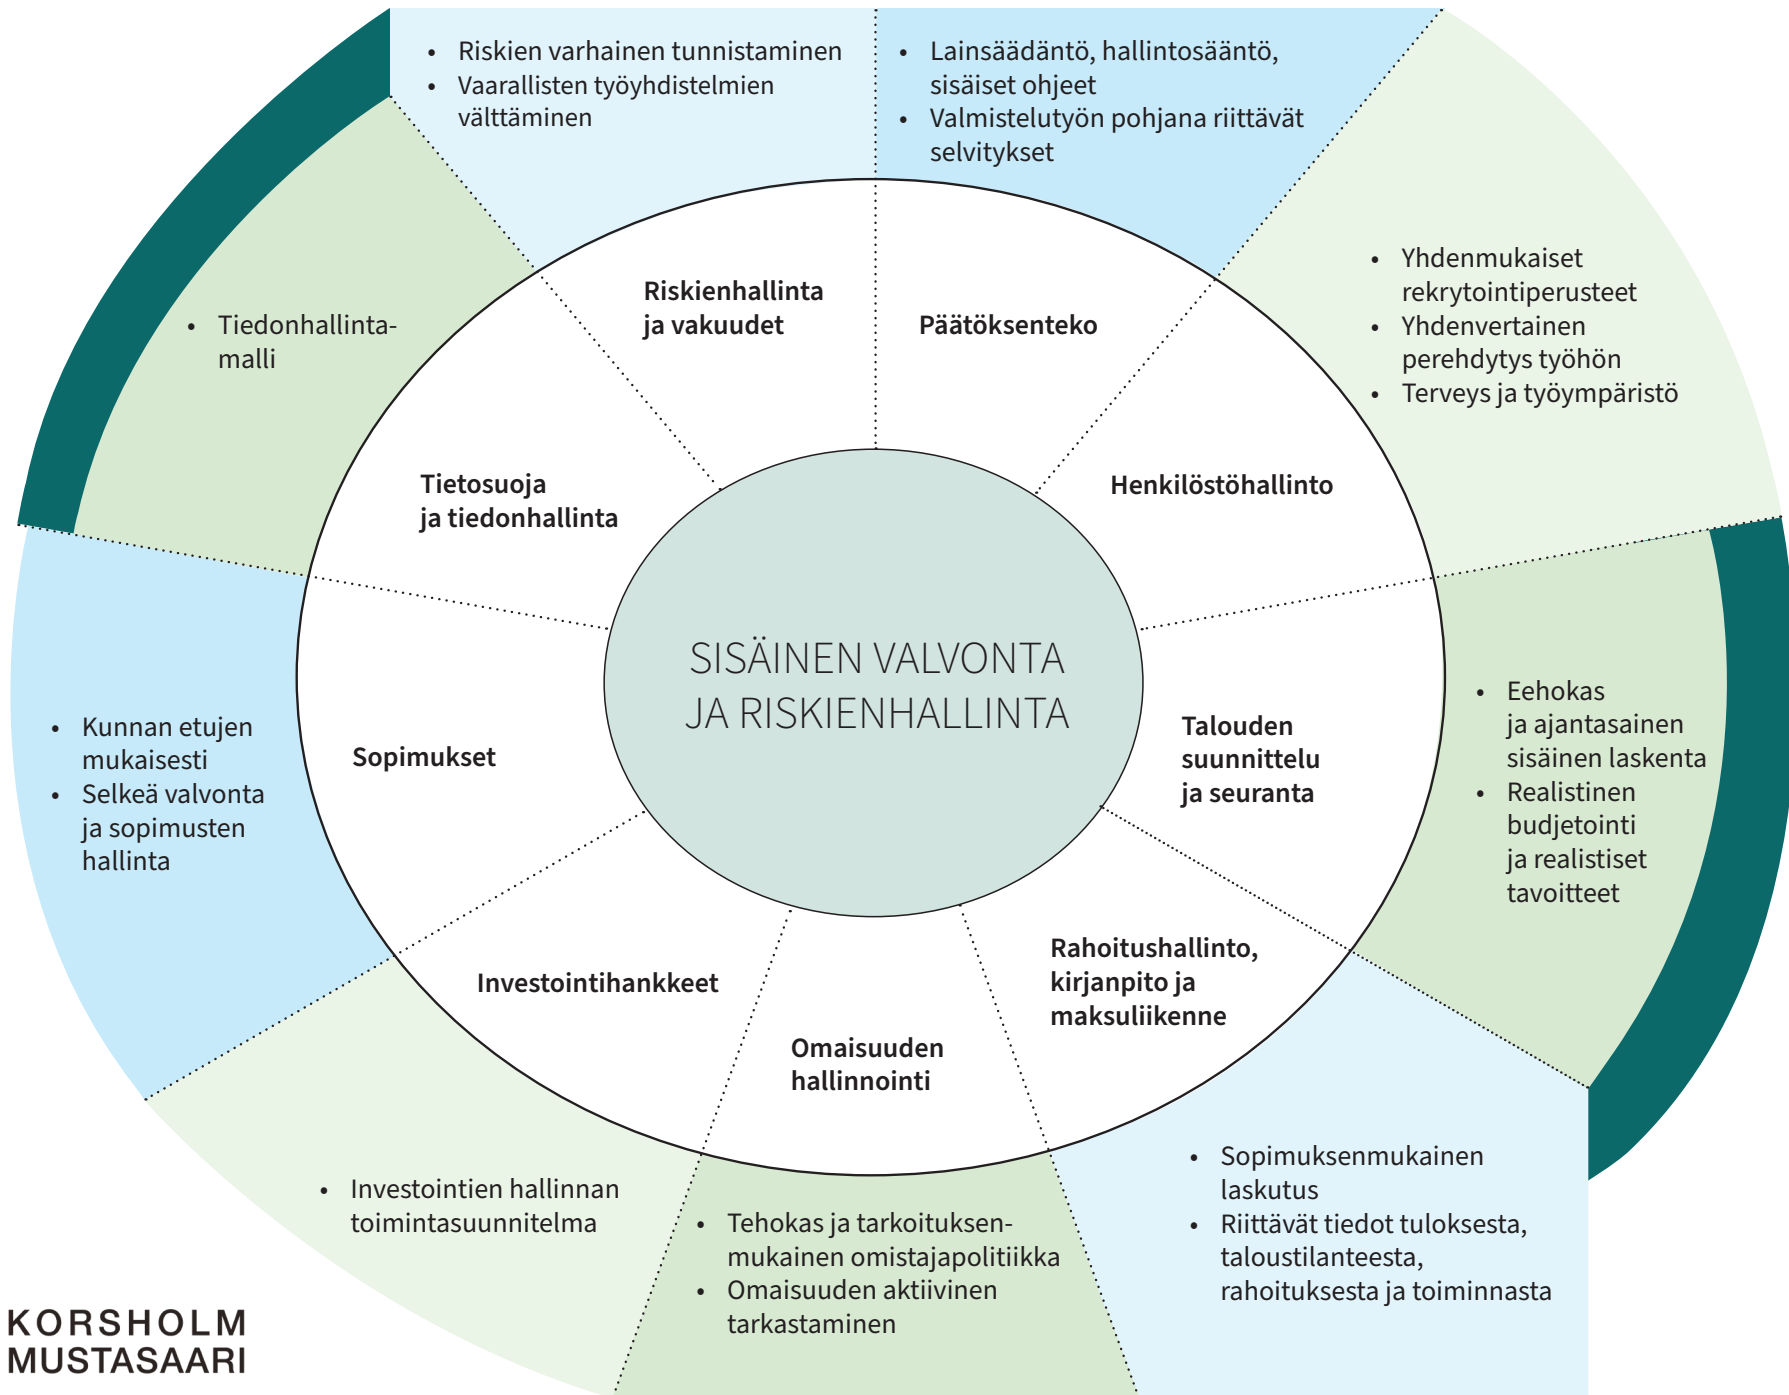 • Riskien varhainen tunnistaminen
• Vaarallisten työyhdistelmien
välttäminen
• Lainsäädäntö, hallintosääntö,
sisäiset ohjeet
• Valmistelutyön pohjana riittävät
selvitykset
• Yhdenmukaiset
rekrytointiperusteet
• Yhdenvertainen
perehdytys työhön
• Terveys ja työympäristö
• Tiedonhallinta-
malli
Riskienhallinta
ja vakuudet
Päätöksenteko
Tietosuoja
ja tiedonhallinta
Henkilöstöhallinto
SISÄINEN VALVONTA
JA RISKIENHALLINTA
• Kunnan etujen
mukaisesti
• Selkeä valvonta
ja sopimusten
hallinta
Sopimukset
Talouden
suunnittelu
ja seuranta
• Eehokas
ja ajantasainen
sisäinen laskenta
• Realistinen
budjetointi
ja realistiset
tavoitteet
Investointihankkeet
Omaisuuden
hallinnointi
Rahoitushallinto,
kirjanpito ja
maksuliikenne
• Investointien hallinnan
toimintasuunnitelma
• Tehokas ja tarkoituksen-
mukainen omistajapolitiikka
• Omaisuuden aktiivinen
tarkastaminen
• Sopimuksenmukainen
laskutus
• Riittävät tiedot tuloksesta,
taloustilanteesta,
rahoituksesta ja toiminnasta
KORSHOLM
MUSTASAARI